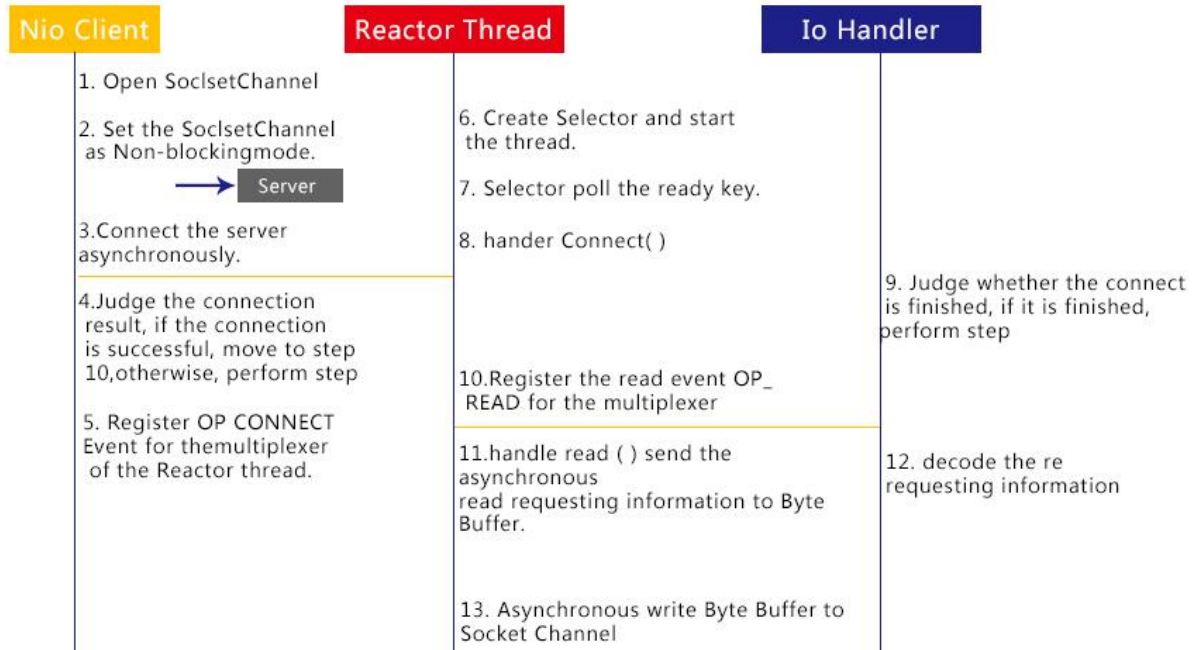 Nio Client
Reactor Thread
Io Handler
1. Open SoclsetChannel
2. Set the SoclsetChannel
as Non-blockingmode.
Server
3.Connect the server
asynchronously.
4.Judge the connection
result, if the connection
is successful, move to step
10,otherwise, perform step
5. Register OP CONNECT
Event for themultiplexer
of the Reactor thread.
6. Create Selector and start
the thread.
7. Selector poll the ready key.
8. hander Connect( )
9. Judge whether the connect
is finished, if it is finished,
perform step
10.Register the read event OP_
READ for the multiplexer
11.handle read ( ) send the
asynchronous
read requesting information to Byte
Buffer.
12. decode the re
requesting information
13. Asynchronous write Byte Buffer to
Socket Channel